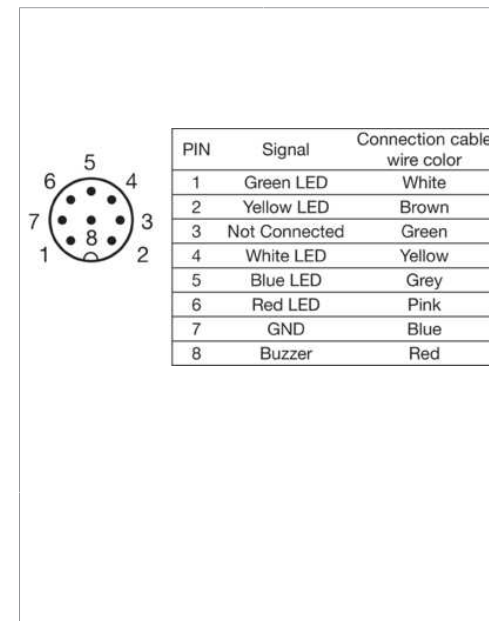 5
6 4
7 3
8
1 2
PIN Signal Connection cable wire color
1 Green LED White
2 Yellow LED Brown
3 Not Connected Green
4 White LED Yellow
5 Blue LED Grey
6 Red LED Pink
7 GND Blue
8 Buzzer Red